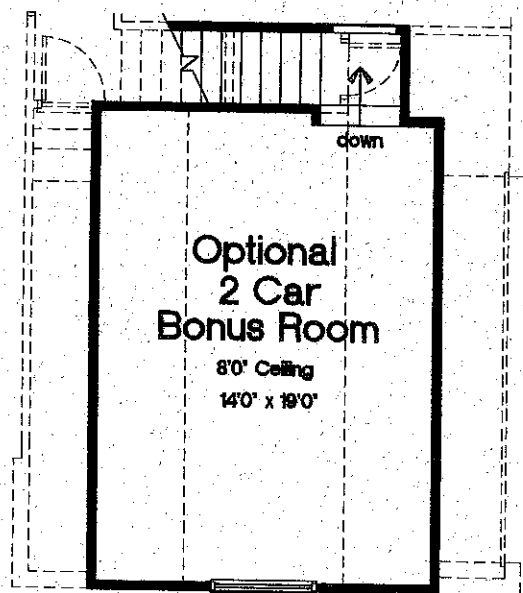 down
Optional
2 Car
Bonus Room
8'0" Ceiling
14'0" x 19'0"